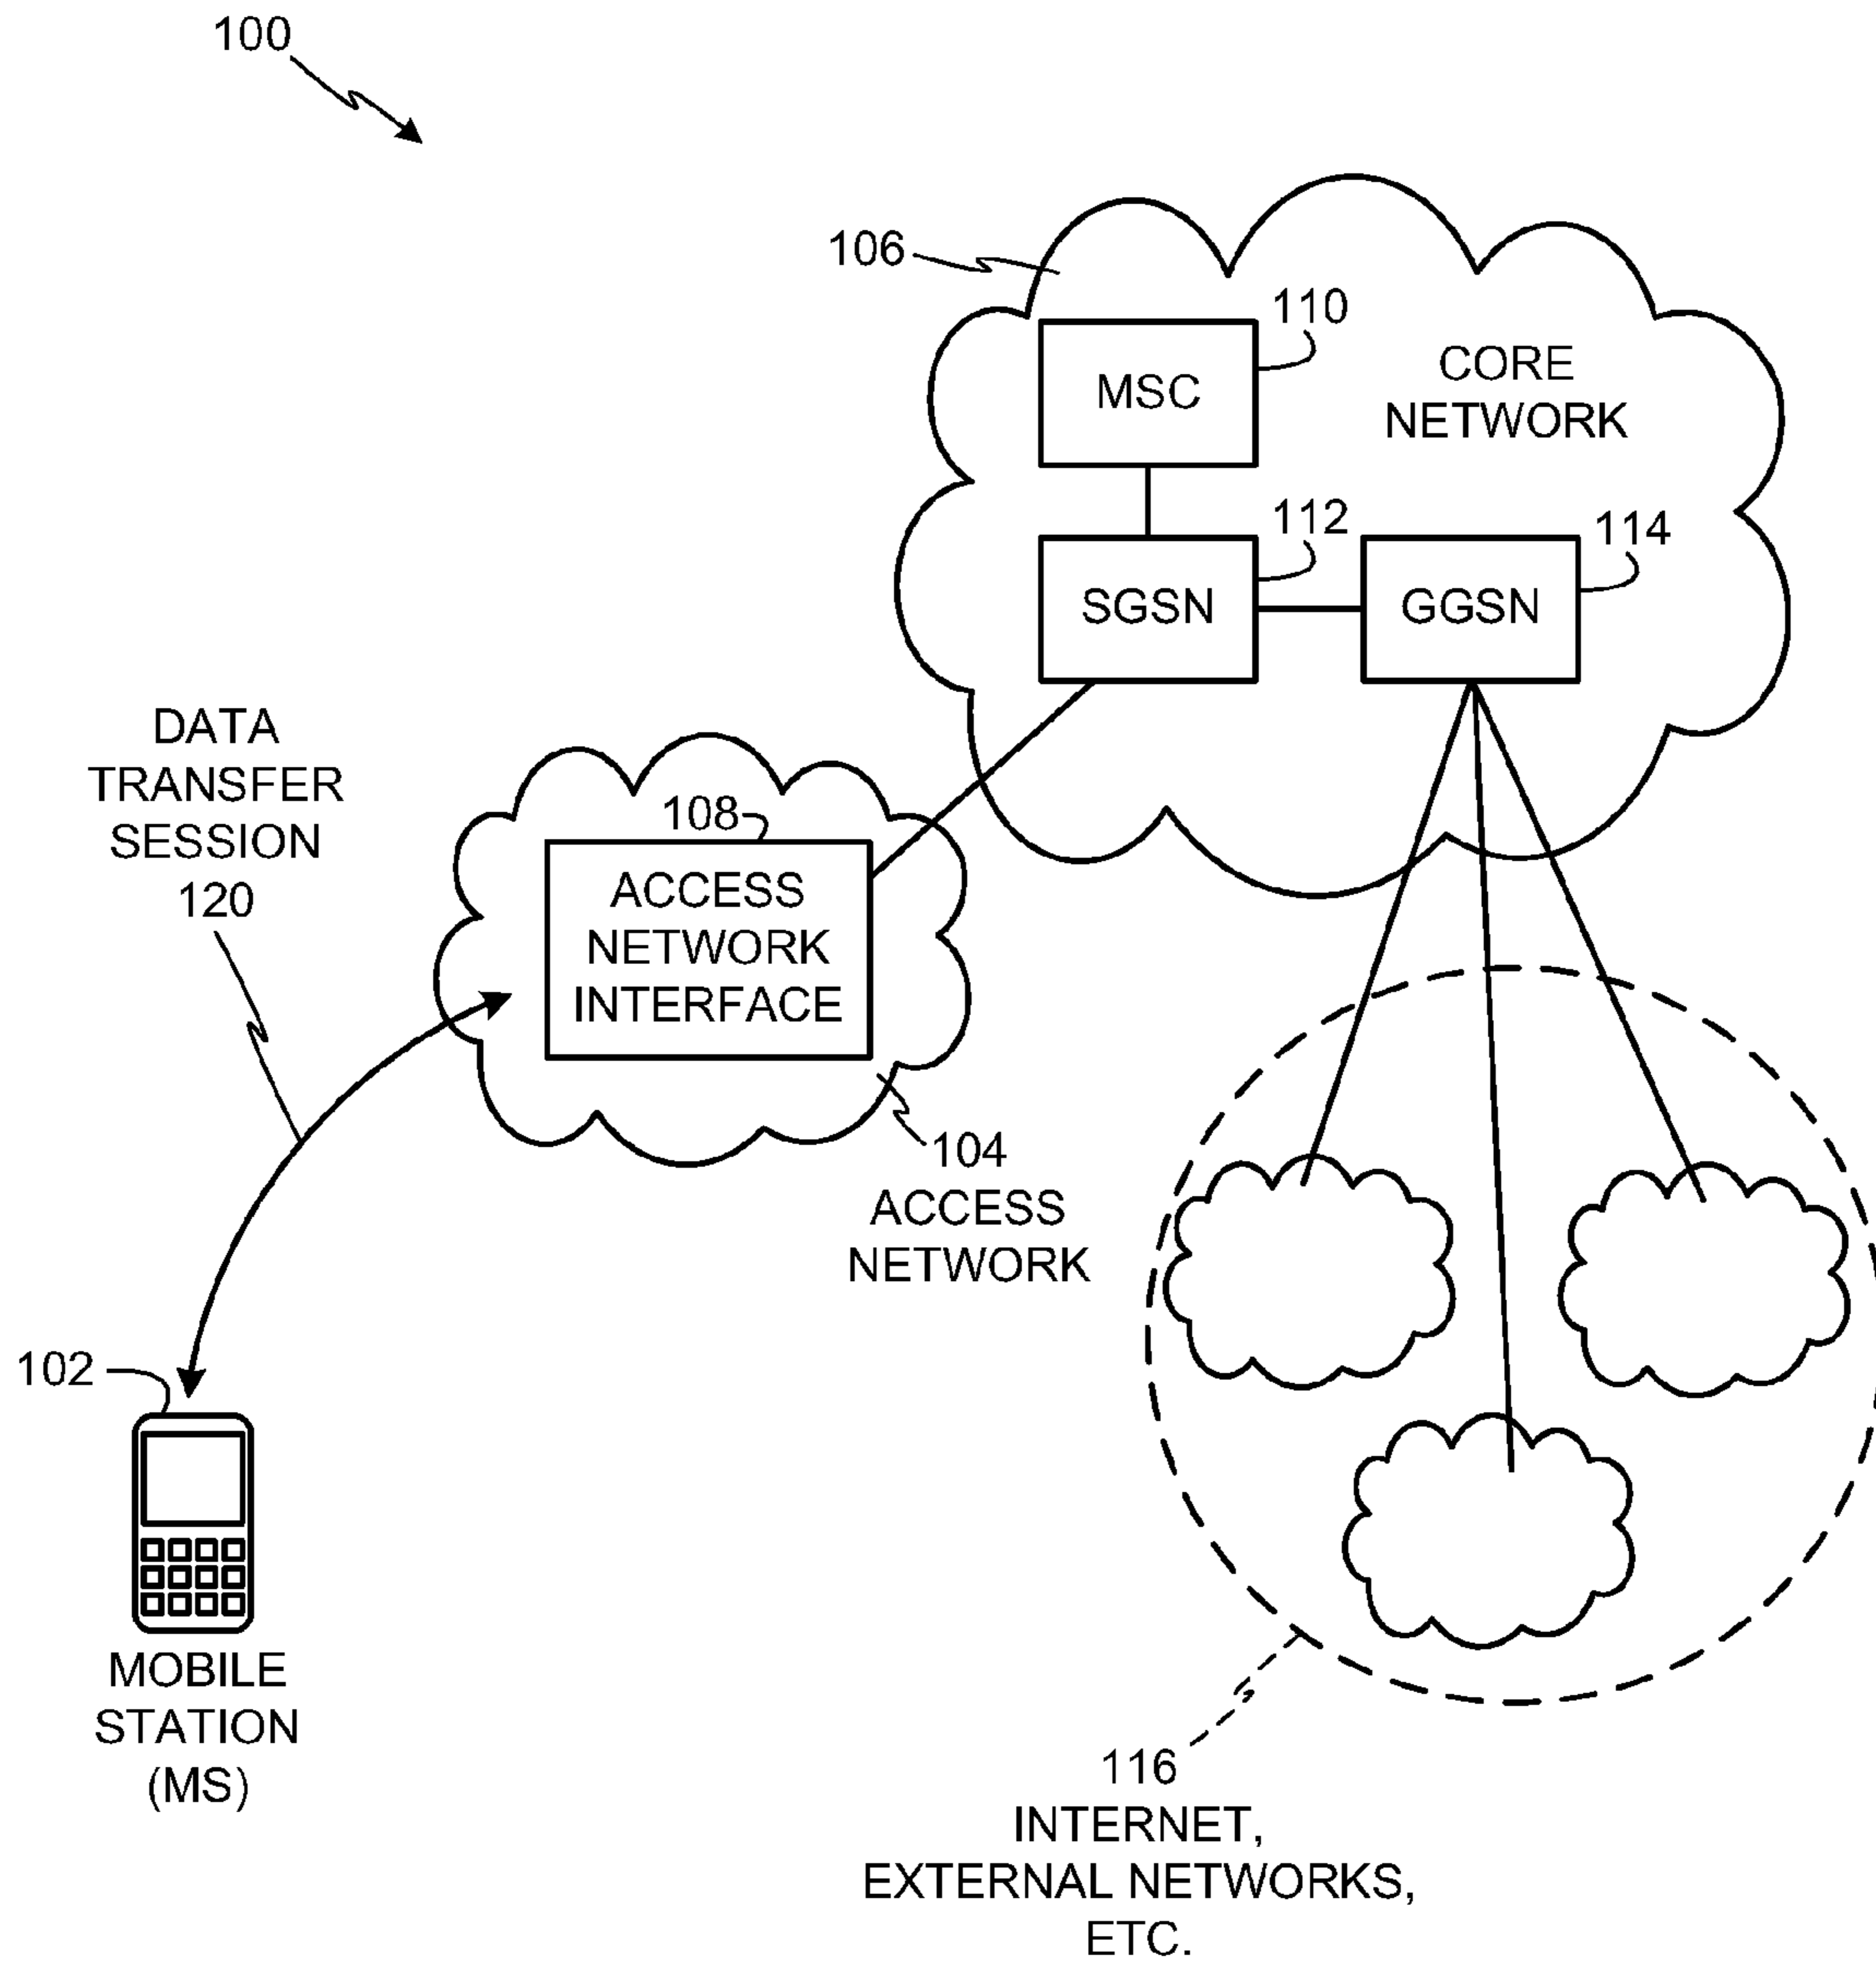 100
106
110
MSC
CORE
NETWORK
112
114
SGSN
GGSN
DATA
TRANSFER
SESSION
120
108
ACCESS
NETWORK
INTERFACE
104
ACCESS
NETWORK
102
MOBILE
STATION
(MS)
116
INTERNET,
EXTERNAL NETWORKS,
ETC.